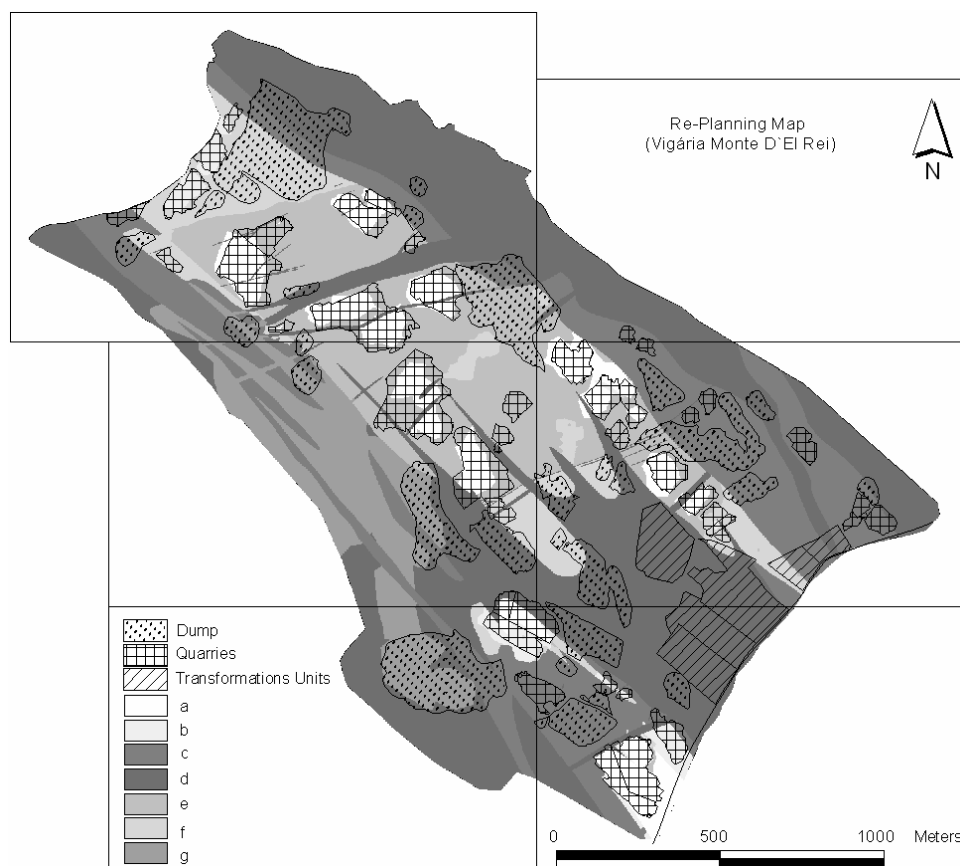 Re-Planning Map
(Vigária Monte D`El Rei)
N
Dump
Quarries
Transformations Units
a
b
c
d
e
f
g
0 500 1000 Meters